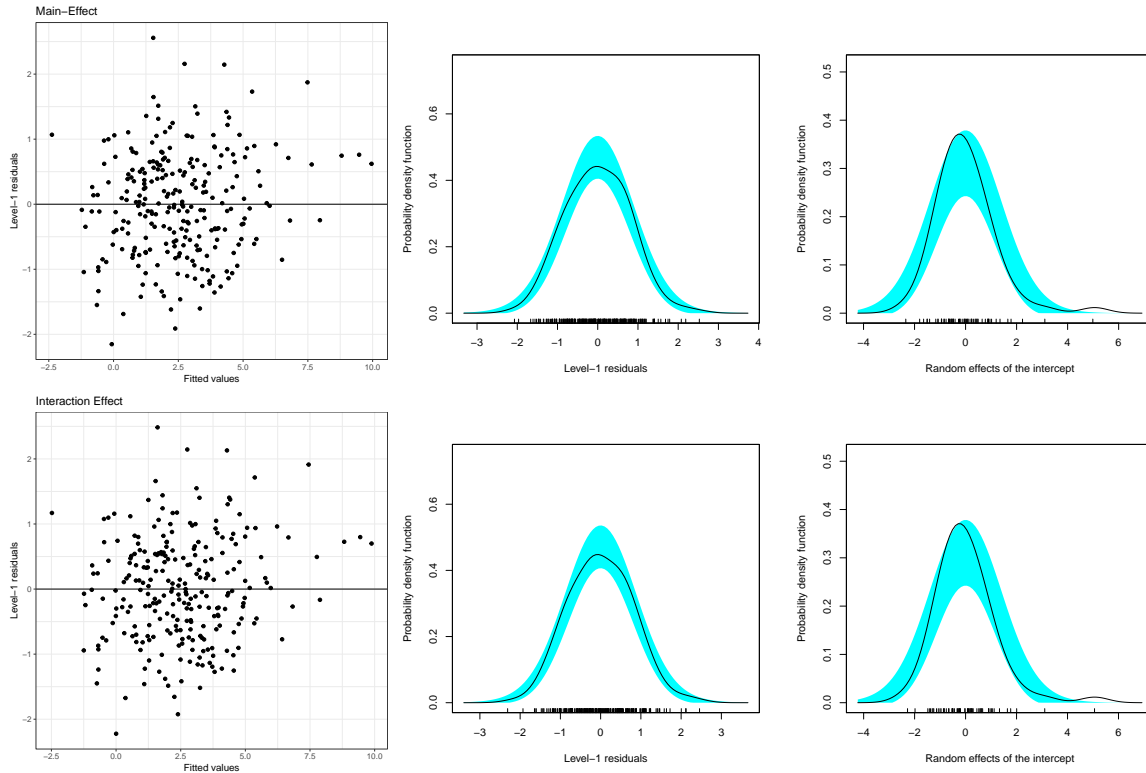 Main−Effect
2
1
0
−1
−2
Level−1 residuals
−2.5 0.0 2.5 5.0 7.5 10.0
Fitted values
0.0 0.2 0.4 0.6
Probability density function
−3 −2 −1 0 1 2 3 4
Level−1 residuals
0.0 0.1 0.2 0.3 0.4 0.5
Probability density function
−4 −2 0 2 4 6
Random effects of the intercept
Interaction Effect
2
1
0
−1
−2
Level−1 residuals
−2.5 0.0 2.5 5.0 7.5 10.0
Fitted values
0.0 0.2 0.4 0.6
Probability density function
−3 −2 −1 0 1 2 3
Level−1 residuals
0.0 0.1 0.2 0.3 0.4 0.5
Probability density function
−4 −2 0 2 4 6
Random effects of the intercept